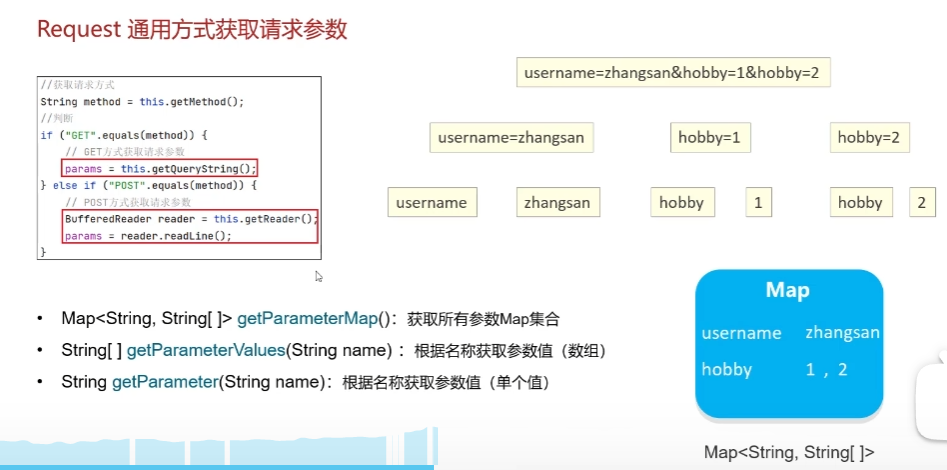 Request 通用方式获取请求参数
//获取请求方式
String method = this.getMethod();
//判断
if ("GET".equals(method)) {
// GET方式获取请求参数
params = this.getQueryString();
} else if ("POST".equals(method)) {
// POST方式获取请求参数
BufferedReader reader = this.getReader();
params = reader.readLine();
}
username=zhangsan&hobby=1&hobby=2
username=zhangsan hobby=1 hobby=2
username zhangsan hobby 1 hobby 2
• Map<String, String[ ]> getParameterMap()：获取所有参数Map集合
• String[ ] getParameterValues(String name) ：根据名称获取参数值（数组）
• String getParameter(String name)：根据名称获取参数值（单个值）
Map
username zhangsan
hobby 1 , 2
Map<String, String[ ]>